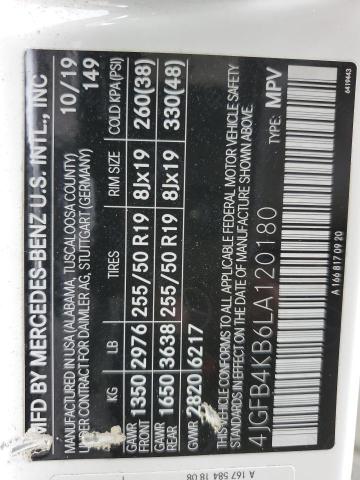 MFD BY MERCEDES-BENZ U.S. INTL., INC
MANUFACTURED IN USA (ALABAMA, TUSCALOOSA COUNTY) 10/19
FOR DAIMLER AG, STUTTGART (GERMANY) 149
KG LB TIRES RIM SIZE COLD KPA(PSI)
GAWR FRONT 1350 2976 255/50 R19 8Jx19 260(38)
GAWR REAR 1650 3638 255/50 R19 8Jx19 330(48)
GVWR 2820 6217
VEHICLE CONFORMS TO ALL APPLICABLE FEDERAL MOTOR VEHICLE SAFETY
STANDARDS IN EFFECT ON THE DATE OF MANUFACTURE SHOWN ABOVE.
4JGFB4KB6LA120180 TYPE: MPV
A 166 817 09 20
6419443
A 167 584 18 08